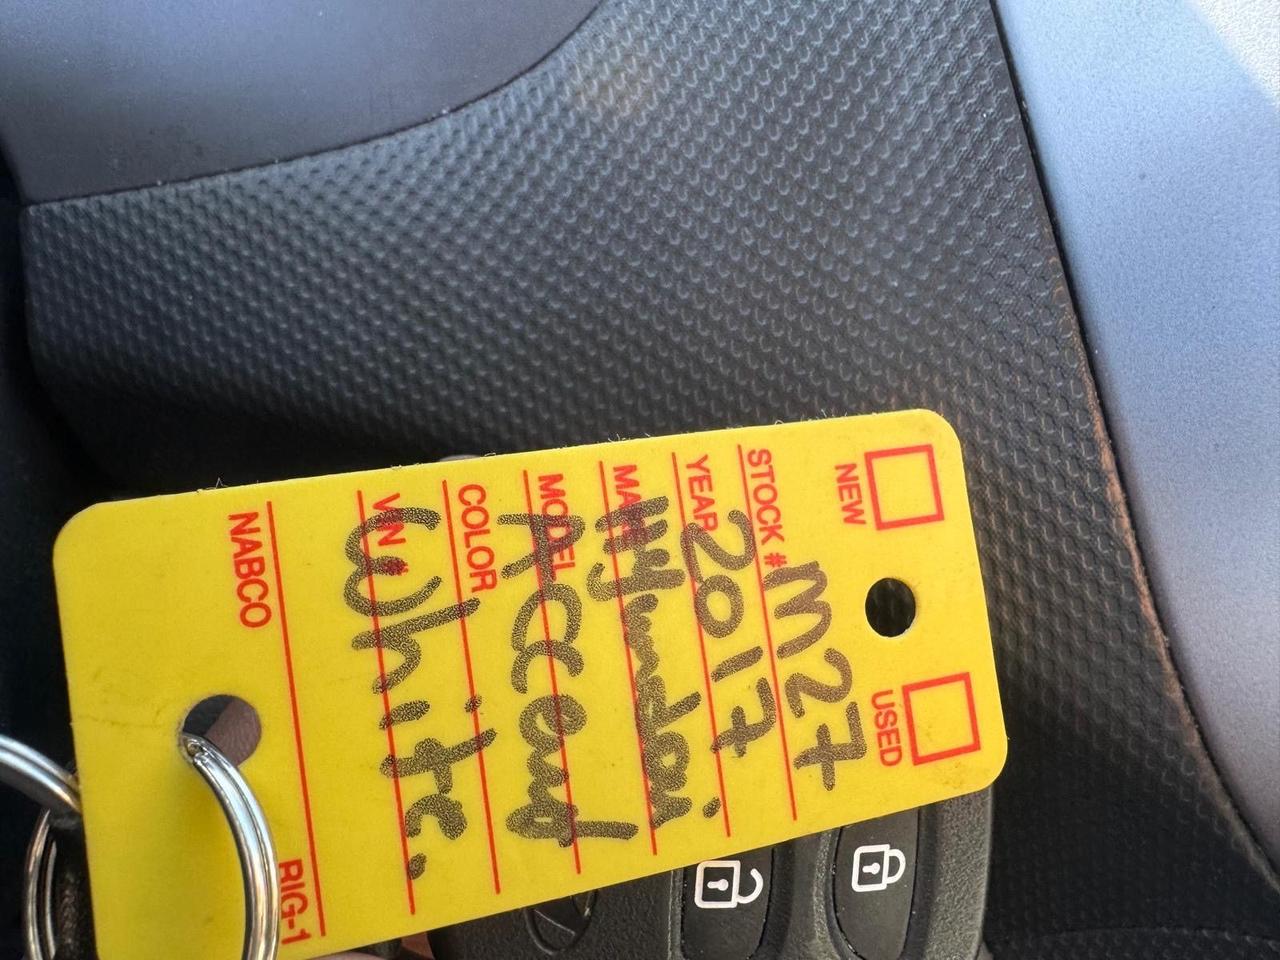 NEW USED
STOCK # M27
YEAR 2017
MAKE Hyundai
MODEL Accent
COLOR
VIN # White.
NABCO RIG-1